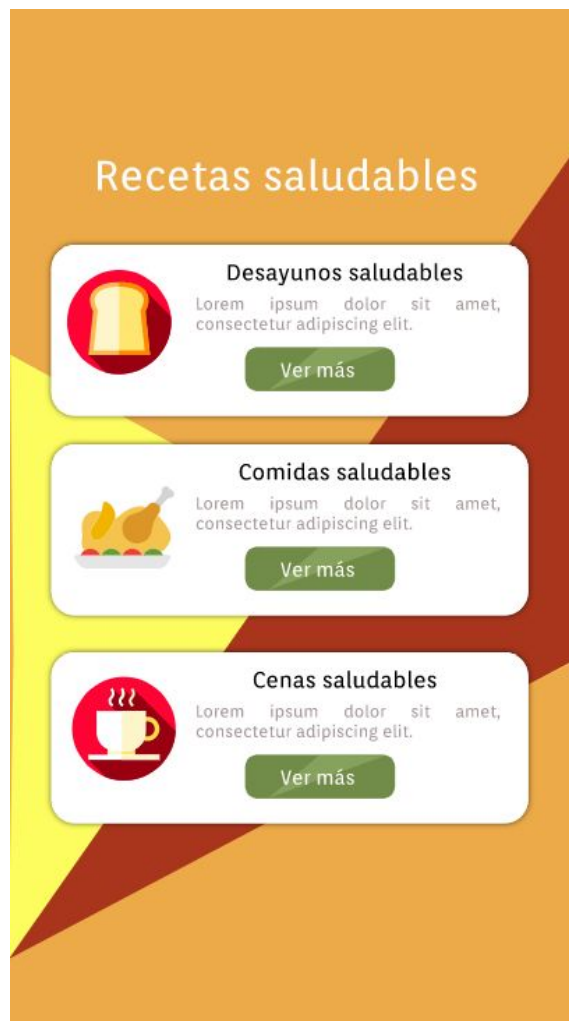 Recetas saludables
Desayunos saludables
Lorem ipsum dolor sit amet,
consectetur adipiscing elit.
Ver más
Comidas saludables
Lorem ipsum dolor sit amet,
consectetur adipiscing elit.
Ver más
Cenas saludables
Lorem ipsum dolor sit amet,
consectetur adipiscing elit.
Ver más